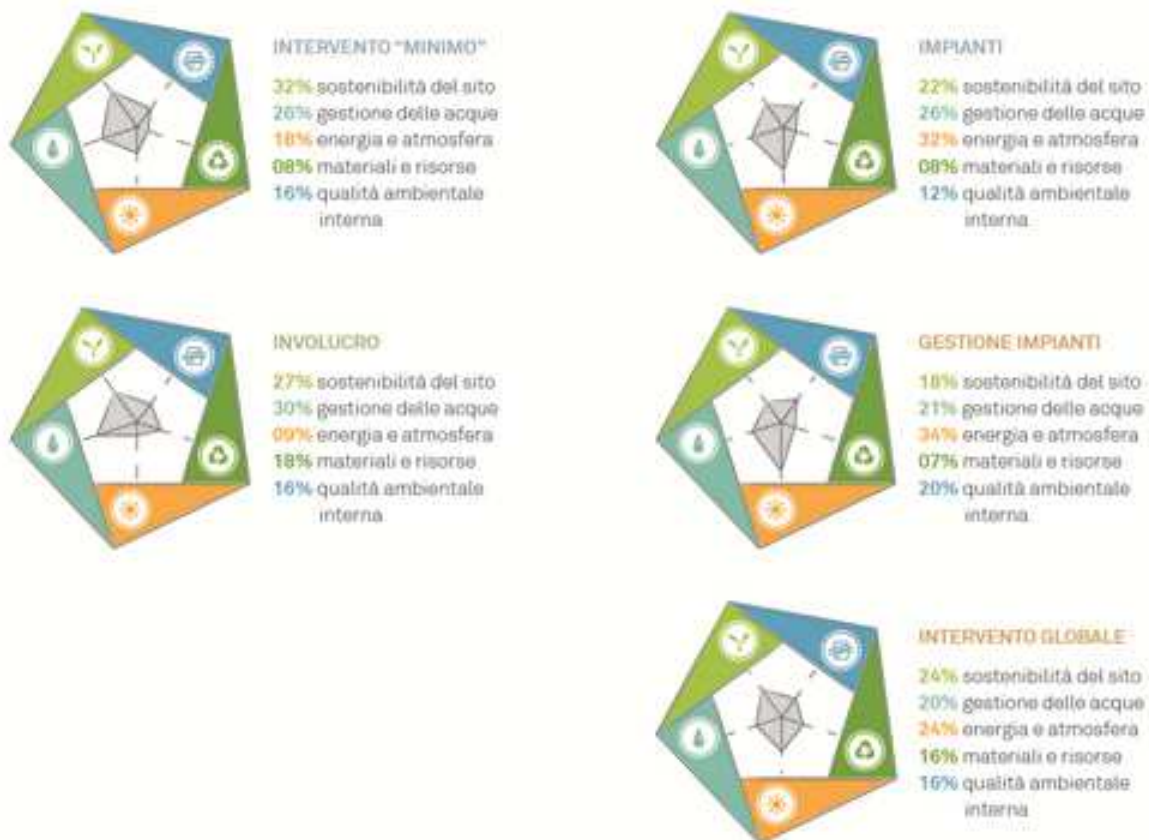 INTERVENTO "MINIMO"
32% sostenibilità del sito
26% gestione delle acque
18% energia e atmosfera
08% materiali e risorse
16% qualità ambientale
interna
IMPIANTI
22% sostenibilità del sito
26% gestione delle acque
32% energia e atmosfera
08% materiali e risorse
12% qualità ambientale
interna
INVOLUCRO
27% sostenibilità del sito
30% gestione delle acque
09% energia e atmosfera
18% materiali e risorse
16% qualità ambientale
interna
GESTIONE IMPIANTI
18% sostenibilità del sito
21% gestione delle acque
34% energia e atmosfera
07% materiali e risorse
20% qualità ambientale
interna
INTERVENTO GLOBALE
24% sostenibilità del sito
20% gestione delle acque
24% energia e atmosfera
16% materiali e risorse
16% qualità ambientale
interna